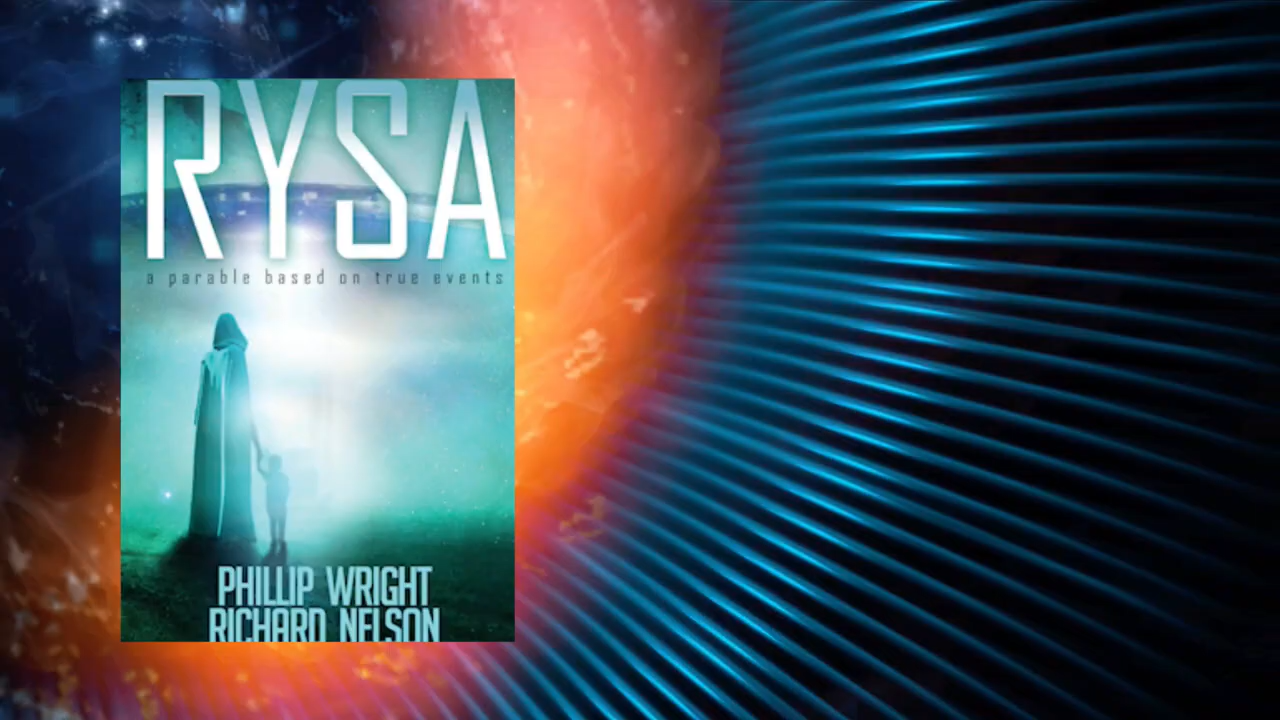 RYSA
a parable based on true events
PHILLIP WRIGHT
RICHARD NELSON